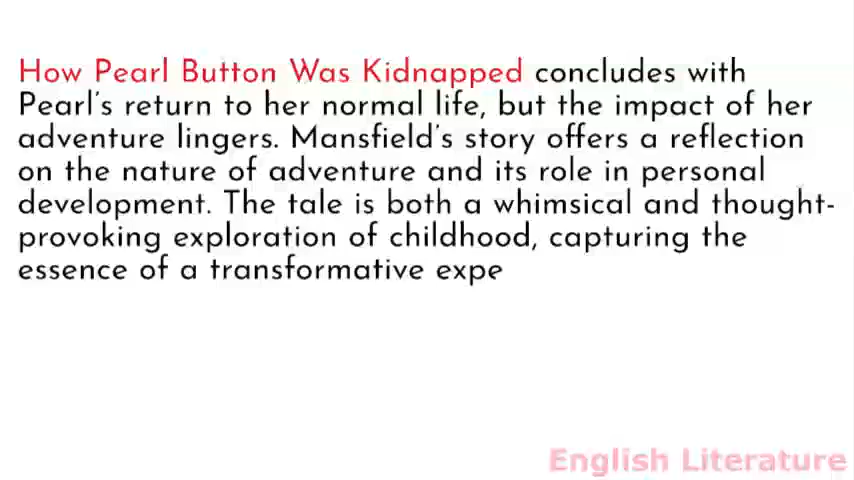 How Pearl Button Was Kidnapped concludes with
Pearl's return to her normal life, but the impact of her
adventure lingers. Mansfield's story offers a reflection
on the nature of adventure and its role in personal
development. The tale is both a whimsical and thought-
provoking exploration of childhood, capturing the
essence of a transformative expe
English Literature